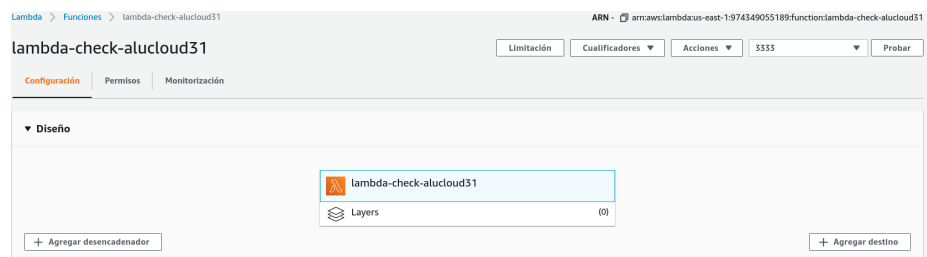 Lambda > Funciones > lambda-check-alucloud31 ARN - arn:aws:lambda:us-east-1:974349055189:function:lambda-check-alucloud31
lambda-check-alucloud31 Limitación Cualificadores ▼ Acciones ▼ 3333 ▼ Probar
Configuración Permisos Monitorización
▼ Diseño
lambda-check-alucloud31
Layers (0)
+ Agregar desencadenador + Agregar destino